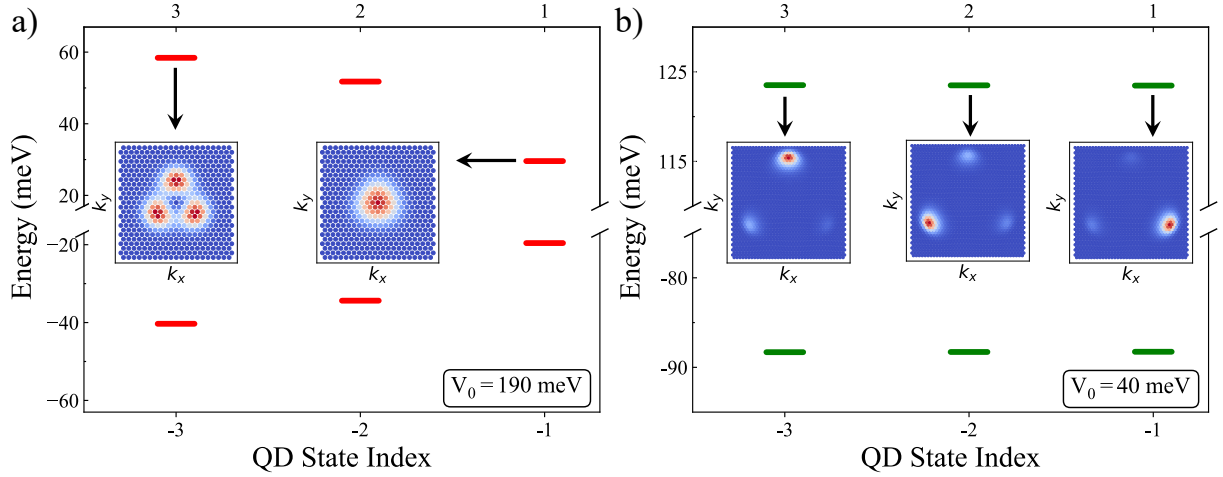 a)
3 2 1
Energy (meV)
60
40
20
−20
−40
−60
k_y
k_x
k_y
k_x
V_0 = 190 meV
-3 -2 -1
QD State Index
b)
3 2 1
Energy (meV)
125
115
-80
-90
k_y
k_x
k_y
k_x
k_y
k_x
V_0 = 40 meV
-3 -2 -1
QD State Index